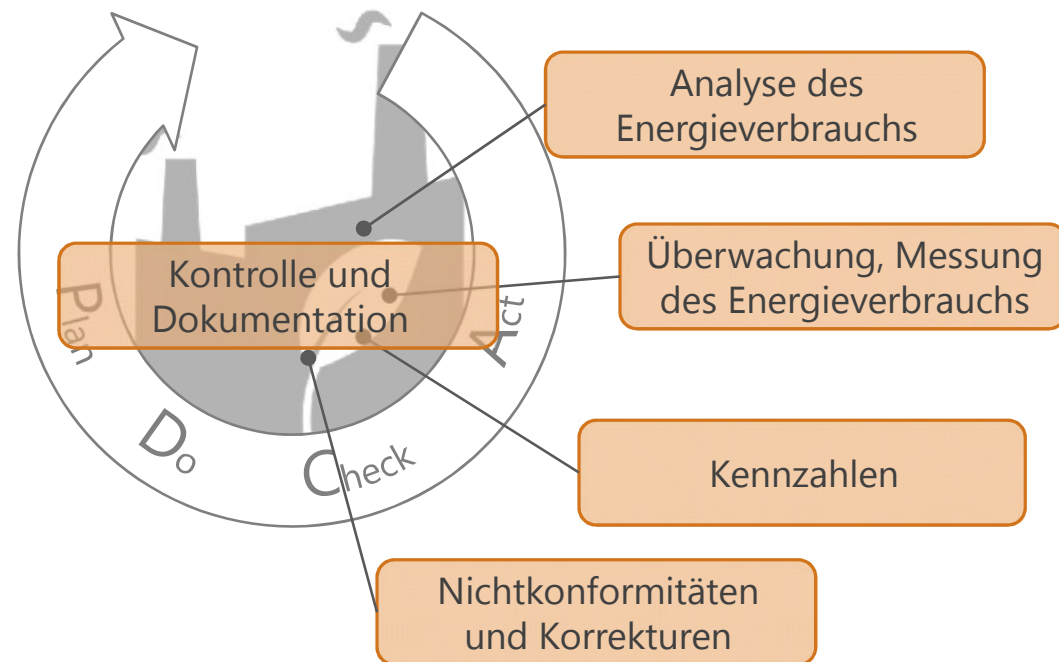 Analyse des
Energieverbrauchs
Überwachung, Messung
des Energieverbrauchs
Kontrolle und
Dokumentation
Plan
Do
Check
Act
Kennzahlen
Nichtkonformitäten
und Korrekturen